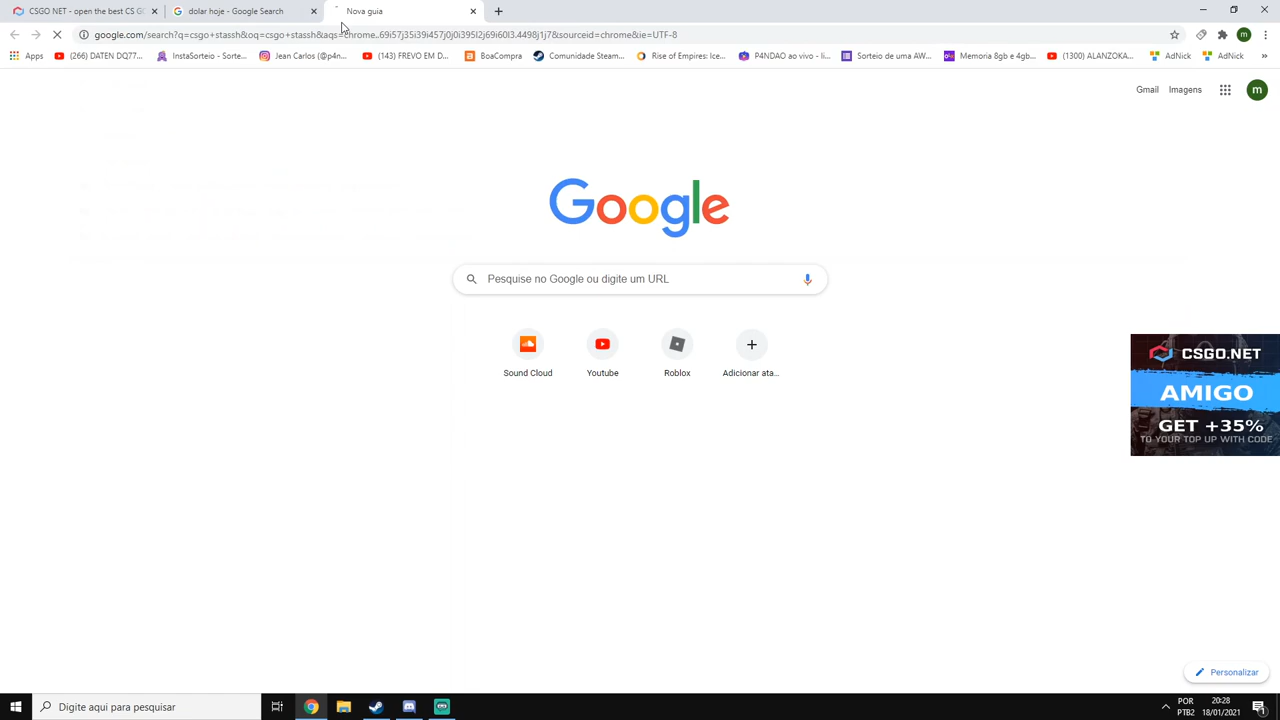 CSGO NET - open the best CS GO
dolar hoje - Google Search
Nova guia
google.com/search?q=csgo+stassh&oq=csgo+stassh&aqs=chrome..69i57j35i39i457j0j0i395l2j69i60l3.4498j1j7&sourceid=chrome&ie=UTF-8
Apps
(266) DATEN DQ77...
InstaSorteio - Sorte...
Jean Carlos (@p4n...
(143) FREVO EM D...
BoaCompra
Comunidade Steam...
Rise of Empires: Ice...
P4NDAO ao vivo - li...
Sorteio de uma AW...
Memoria 8gb e 4gb...
(1300) ALANZOKA...
AdNick
AdNick
»
Gmail Imagens
m
Google
Pesquise no Google ou digite um URL
Sound Cloud
Youtube
Roblox
Adicionar ata...
CSGO.NET
AMIGO
GET +35%
TO YOUR TOP UP WITH CODE
Personalizar
Digite aqui para pesquisar
POR
PTB2
20:28
18/01/2021
1